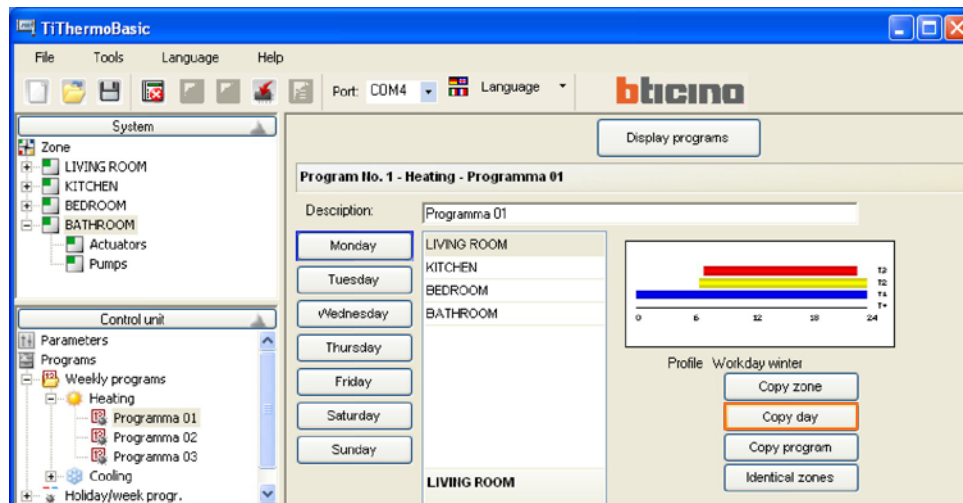 TiThermoBasic
File Tools Language Help
Port: COM4 Language bticino
System
Zone
LIVING ROOM
KITCHEN
BEDROOM
BATHROOM
Actuators
Pumps
Control unit
Parameters
Programs
Weekly programs
Heating
Programma 01
Programma 02
Programma 03
Cooling
Holiday/week progr.
Display programs
Program No. 1 - Heating - Programma 01
Description: Programma 01
Monday
Tuesday
Wednesday
Thursday
Friday
Saturday
Sunday
LIVING ROOM
KITCHEN
BEDROOM
BATHROOM
LIVING ROOM
T3
T2
T1
T+
0 6 12 18 24
Profile Workday winter
Copy zone
Copy day
Copy program
Identical zones